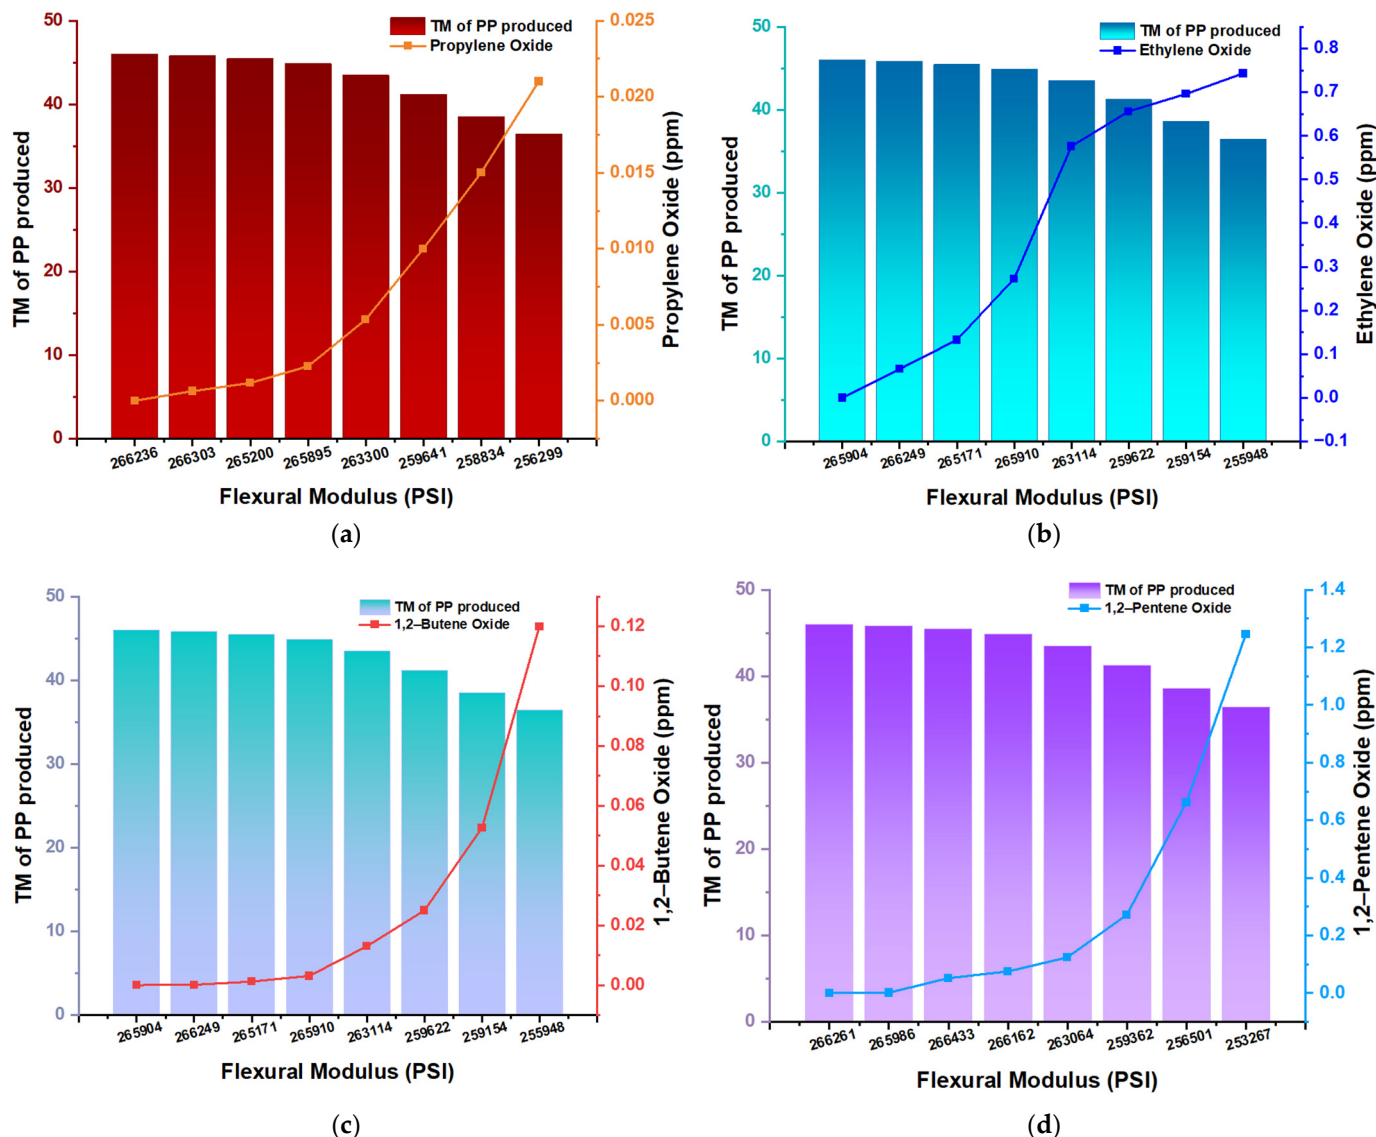 TM of PP produced
Propylene Oxide
50
40
30
20
10
0
TM of PP produced
0.025
0.020
0.015
0.010
0.005
0.000
Propylene Oxide (ppm)
266236 266303 265200 265895 263300 259641 258834 256299
Flexural Modulus (PSI)
(a)
TM of PP produced
Ethylene Oxide
50
40
30
20
10
0
TM of PP produced
0.8
0.7
0.6
0.5
0.4
0.3
0.2
0.1
0.0
−0.1
Ethylene Oxide (ppm)
265904 266249 265171 265910 263114 259622 259154 255948
Flexural Modulus (PSI)
(b)
TM of PP produced
1,2–Butene Oxide
50
40
30
20
10
0
TM of PP produced
0.12
0.10
0.08
0.06
0.04
0.02
0.00
1,2–Butene Oxide (ppm)
265904 266249 265171 265910 263114 259622 259154 255948
Flexural Modulus (PSI)
(c)
TM of PP produced
1,2–Pentene Oxide
50
40
30
20
10
0
TM of PP produced
1.4
1.2
1.0
0.8
0.6
0.4
0.2
0.0
1,2–Pentene Oxide (ppm)
266261 265986 266433 266162 263064 259362 256501 253267
Flexural Modulus (PSI)
(d)